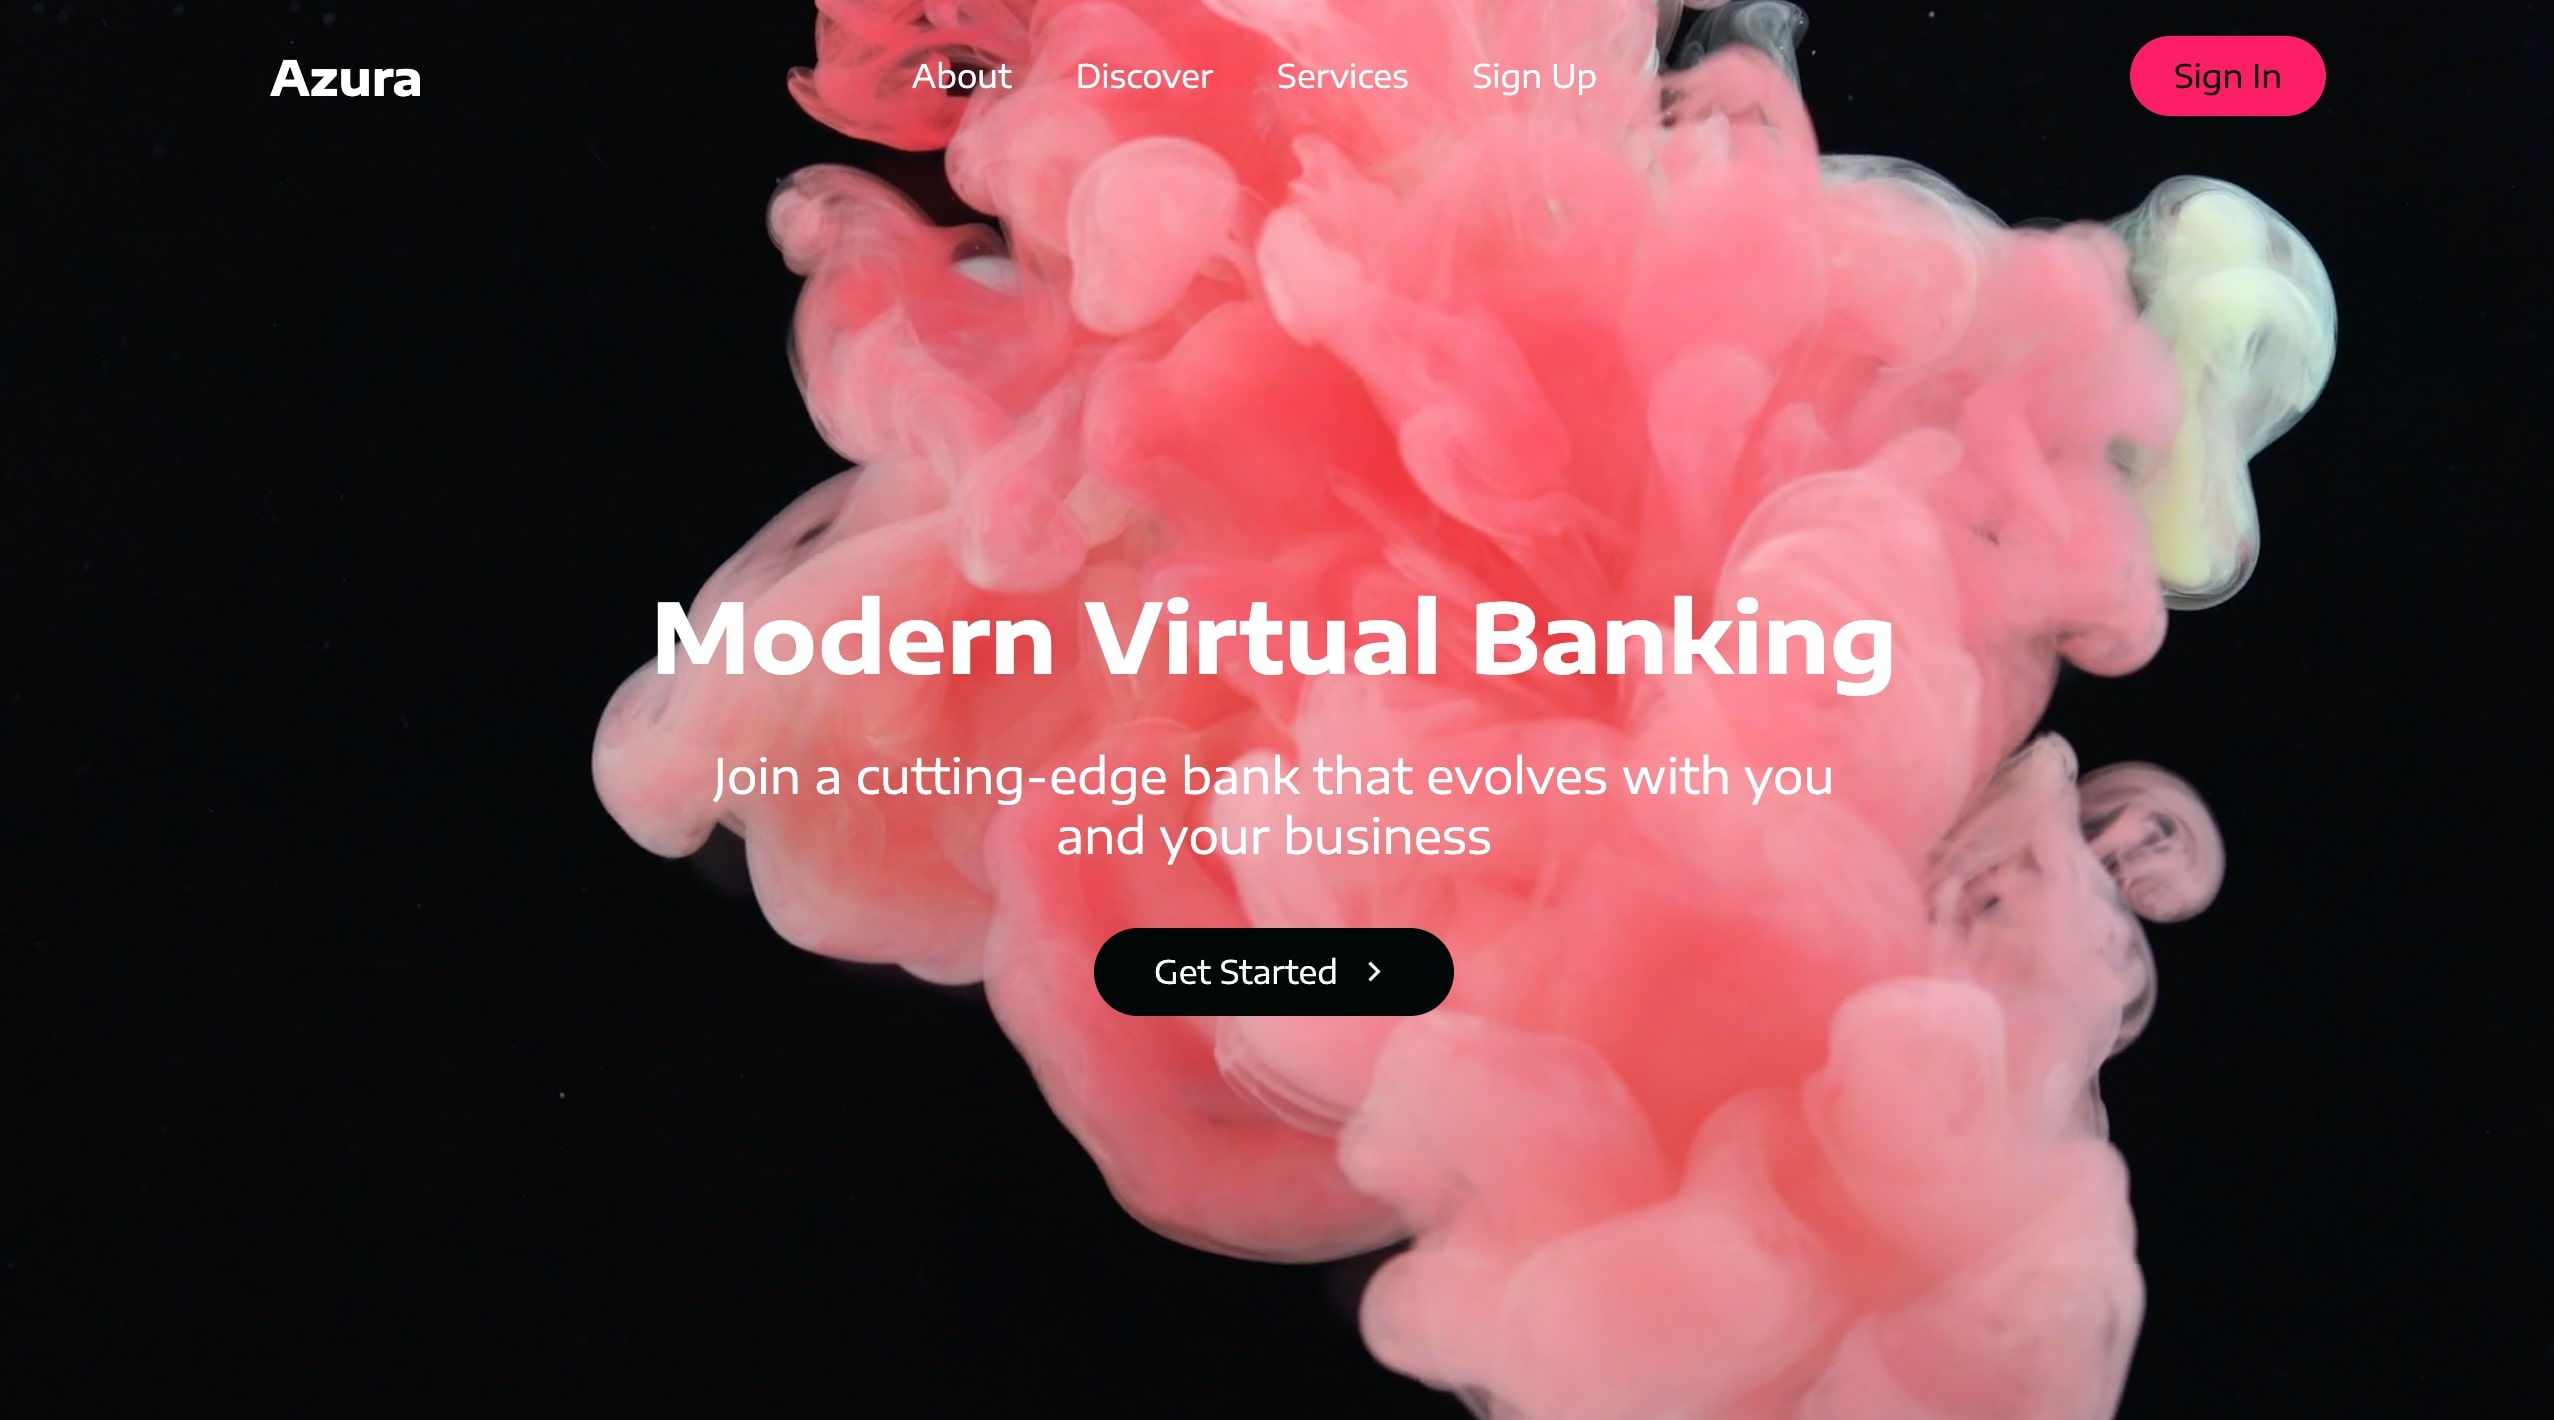 Azura
About
Discover
Services
Sign Up
Sign In
Modern Virtual Banking
Join a cutting-edge bank that evolves with you
and your business
Get Started